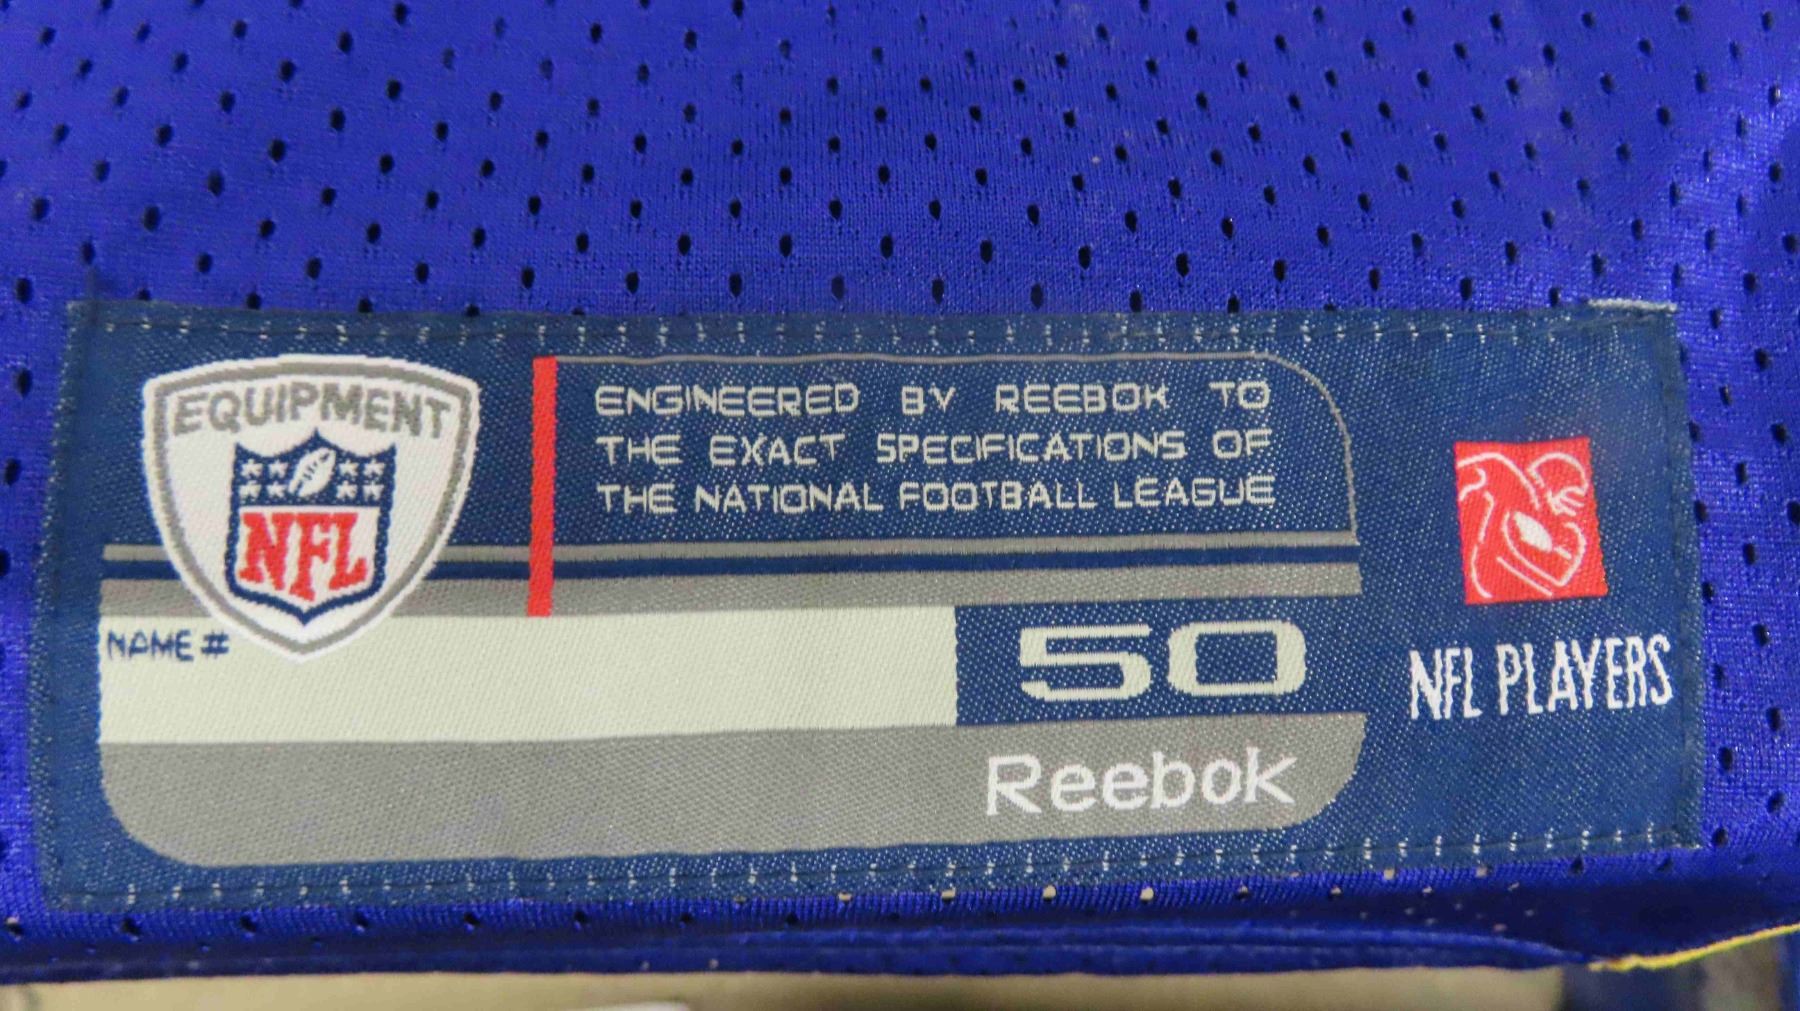 EQUIPMENT
NFL
ENGINEERED BY REEBOK TO
THE EXACT SPECIFICATIONS OF
THE NATIONAL FOOTBALL LEAGUE
NAME #
50
Reebok
NFL PLAYERS